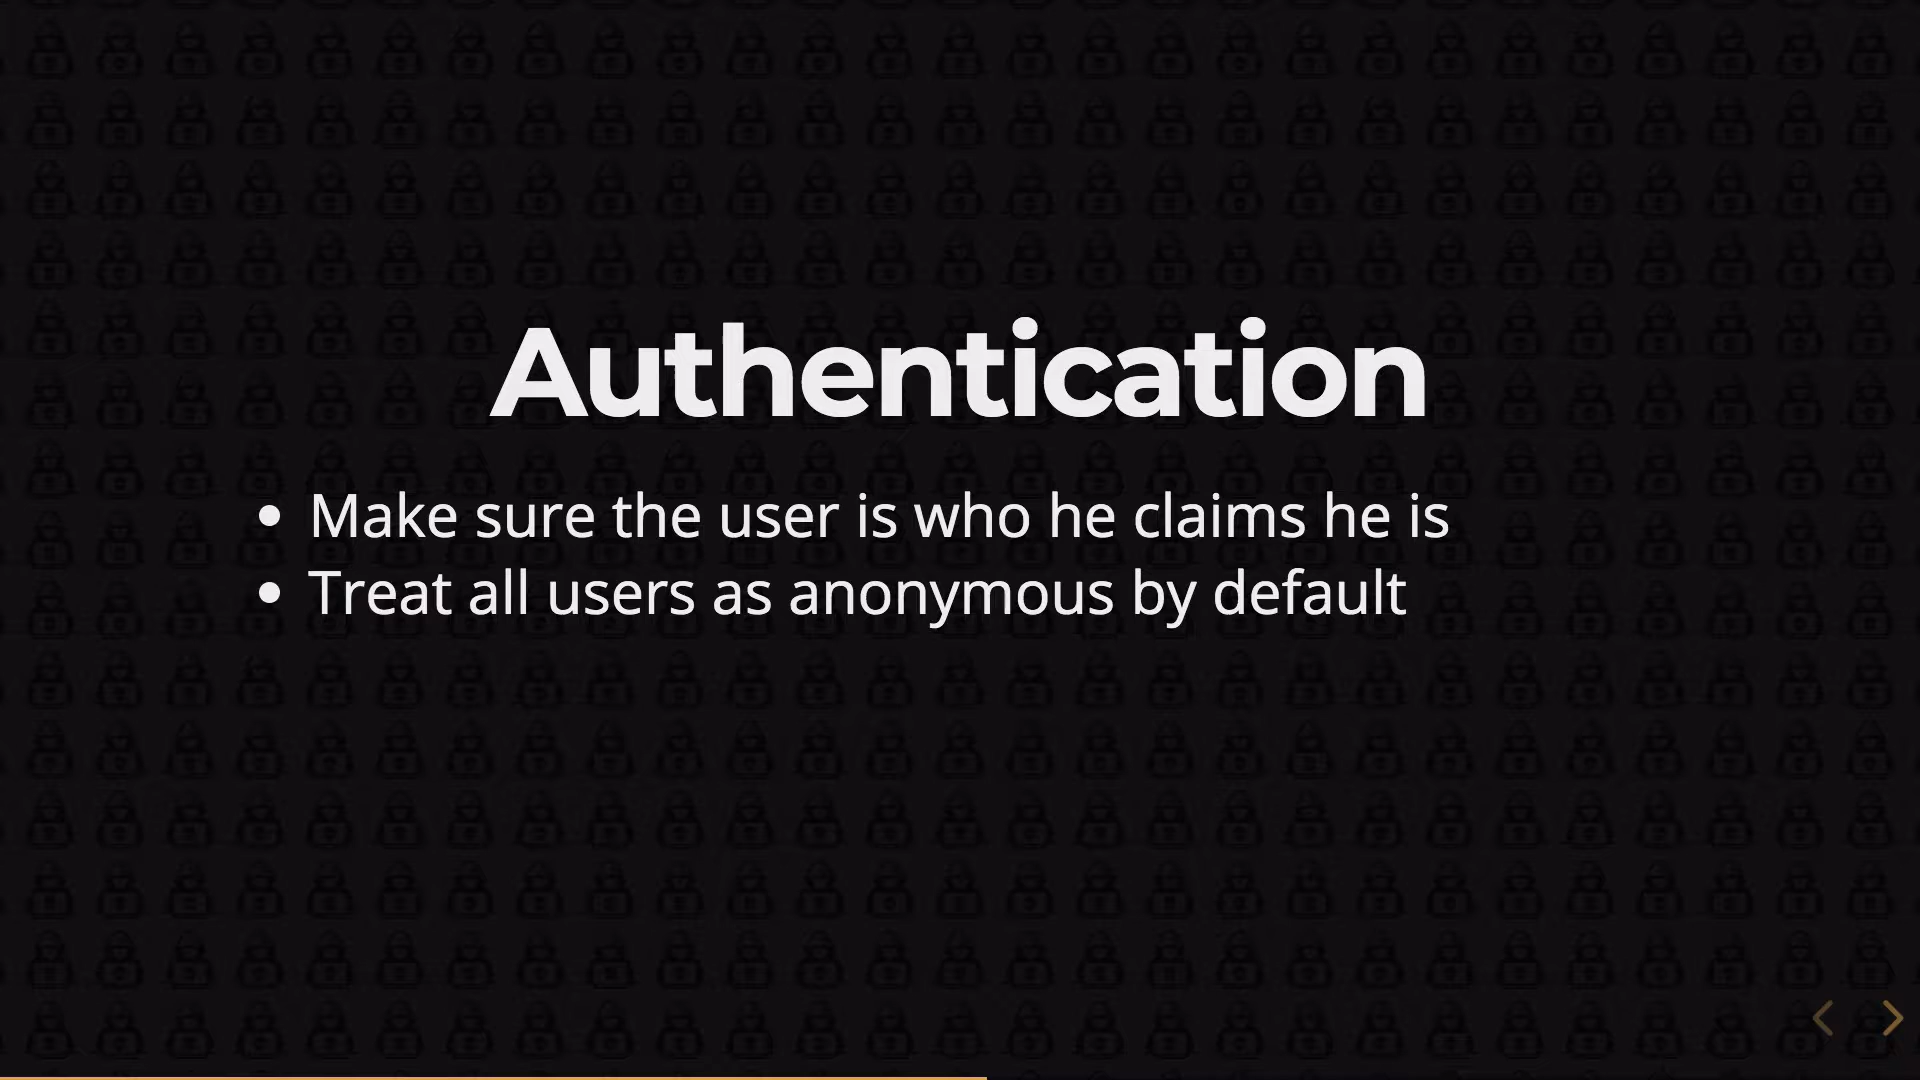 Authentication
Make sure the user is who he claims he is
Treat all users as anonymous by default